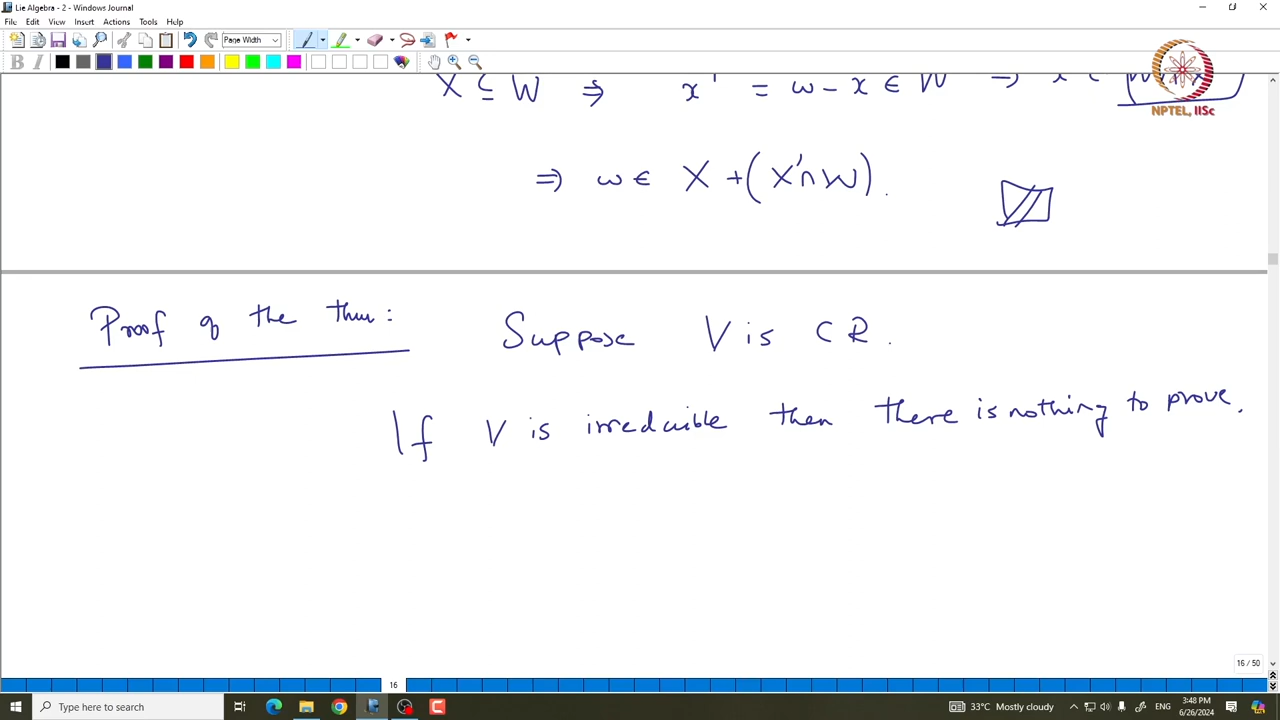 Lie Algebra - 2 - Windows Journal
File Edit View Insert Actions Tools Help
Page Width
B I
X ⊆ W ⇒ x' = w - x ∈ W ⇒
NPTEL, IISc
⇒ w ∈ X + (X' ∩ W).
Proof of the thm: Suppose V is CR.
If V is irreducible then there is nothing to prove.
16 / 50
16
Type here to search
33°C Mostly cloudy
ENG
3:48 PM
6/26/2024